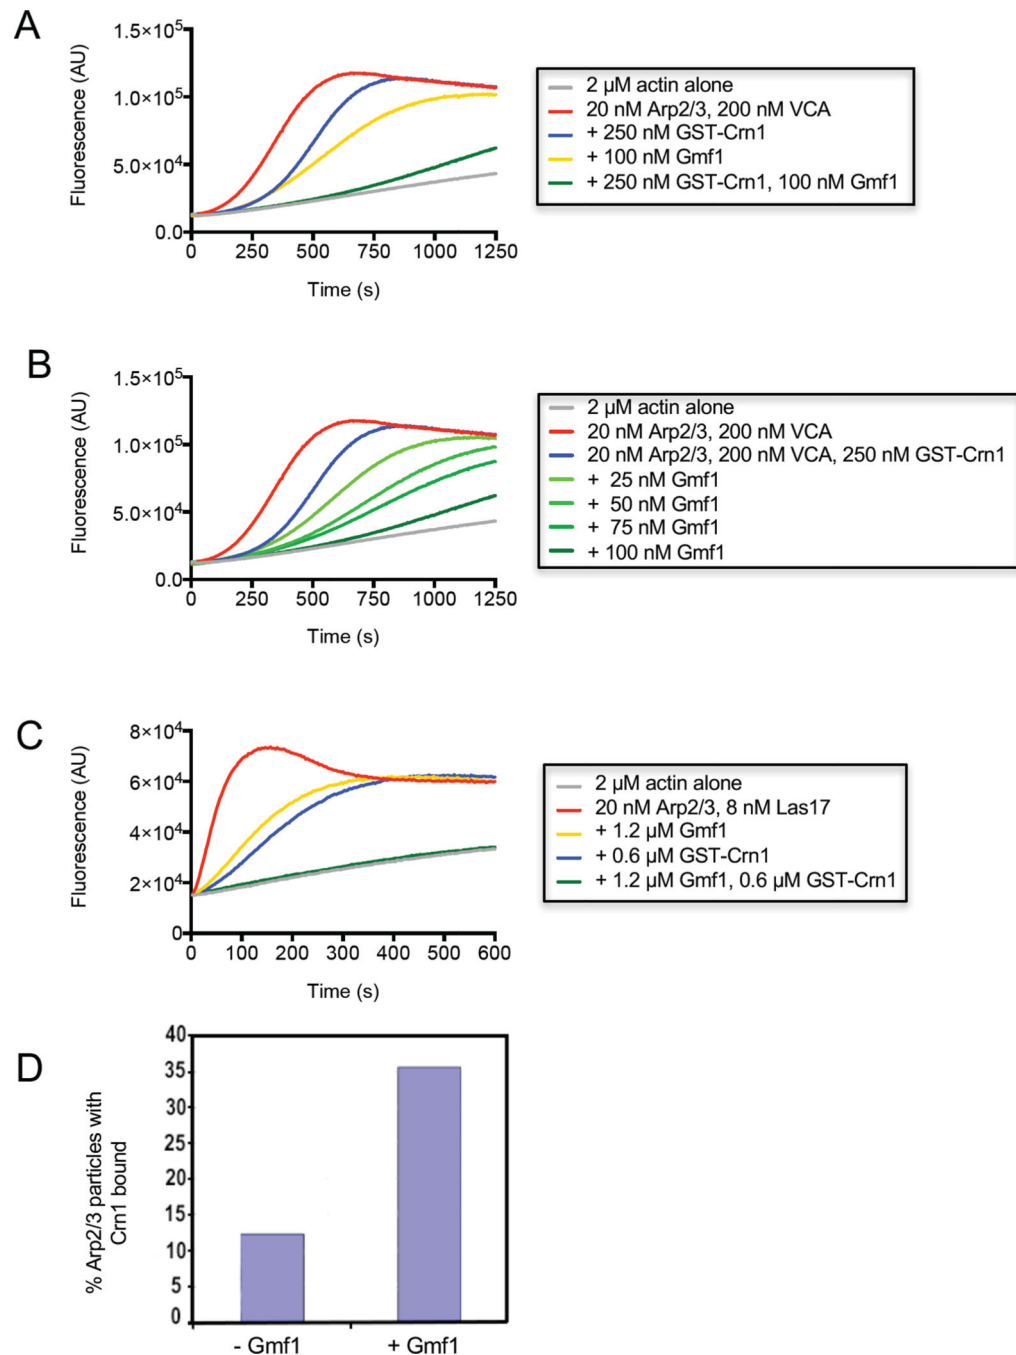 A
Fluorescence (AU)
1.5×10⁵
1.0×10⁵
5.0×10⁴
0.0
0 250 500 750 1000 1250
Time (s)
2 µM actin alone
20 nM Arp2/3, 200 nM VCA
+ 250 nM GST-Crn1
+ 100 nM Gmf1
+ 250 nM GST-Crn1, 100 nM Gmf1
B
Fluorescence (AU)
1.5×10⁵
1.0×10⁵
5.0×10⁴
0.0
0 250 500 750 1000 1250
Time (s)
2 µM actin alone
20 nM Arp2/3, 200 nM VCA
20 nM Arp2/3, 200 nM VCA, 250 nM GST-Crn1
+ 25 nM Gmf1
+ 50 nM Gmf1
+ 75 nM Gmf1
+ 100 nM Gmf1
C
Fluorescence (AU)
8×10⁴
6×10⁴
4×10⁴
2×10⁴
0
0 100 200 300 400 500 600
Time (s)
2 µM actin alone
20 nM Arp2/3, 8 nM Las17
+ 1.2 µM Gmf1
+ 0.6 µM GST-Crn1
+ 1.2 µM Gmf1, 0.6 µM GST-Crn1
D
% Arp2/3 particles with
Crn1 bound
40
35
30
25
20
15
10
5
0
- Gmf1 + Gmf1